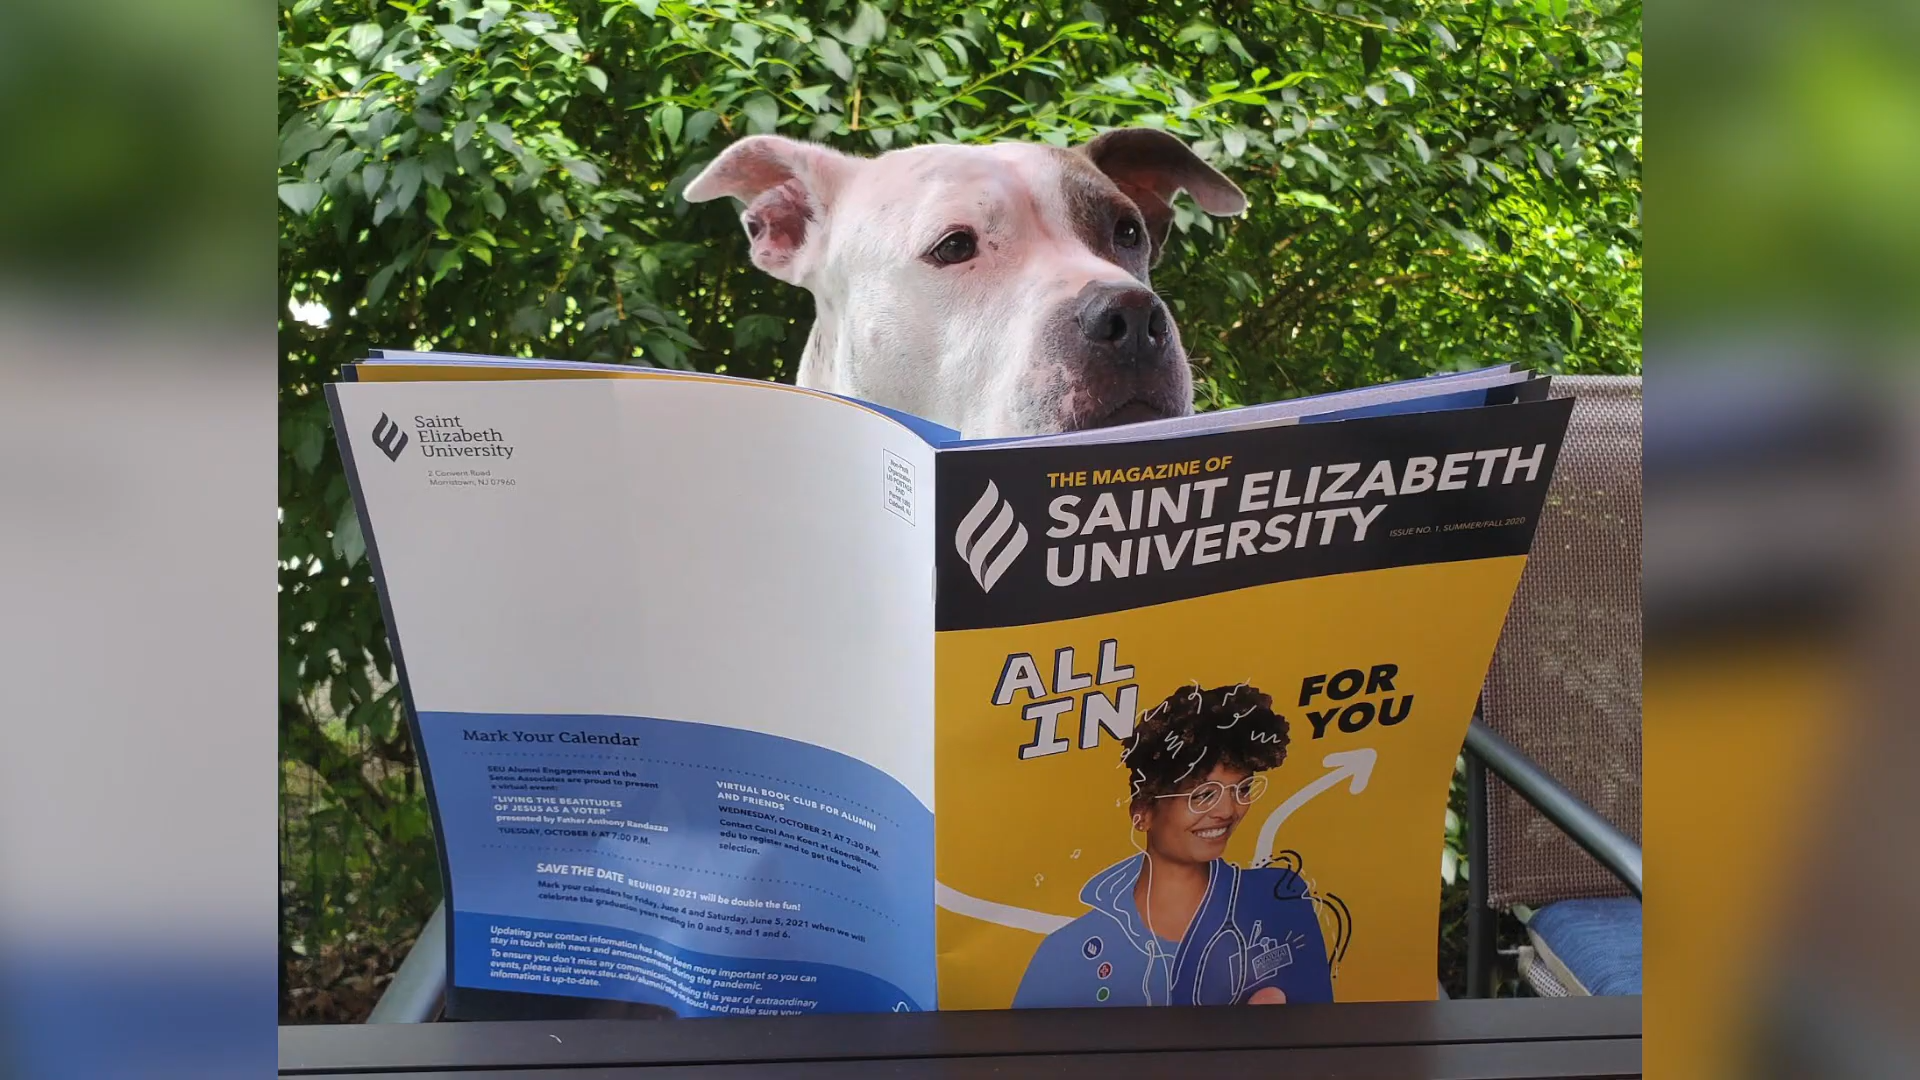 Saint
Elizabeth
University
2 Convent Road
Morristown, NJ 07960
Non-Profit
Organization
US POSTAGE
PAID
Caldwell, NJ
Mark Your Calendar
SEU Alumni Engagement and the
Seton Associates are proud to present
a virtual event:
"LIVING THE BEATITUDES
OF JESUS AS A VOTER"
presented by Father Anthony Randazzo
TUESDAY, OCTOBER 6 AT 7:00 P.M.
VIRTUAL BOOK CLUB FOR ALUMNI
AND FRIENDS
WEDNESDAY, OCTOBER 21 AT 7:30 P.M.
Contact Carol Ann Koert at ckoert@steu.
edu to register and to get the book
selection.
SAVE THE DATE REUNION 2021 will be double the fun!
Mark your calendars for Friday, June 4 and Saturday, June 5, 2021 when we will
celebrate the graduation years ending in 0 and 5, and 1 and 6.
Updating your contact information has never been more important so you can
stay in touch with news and announcements during the pandemic.
To ensure you don't miss any communications during this year of extraordinary
events, please visit www.steu.edu/alumni/stay-in-touch and make sure your
information is up-to-date.
THE MAGAZINE OF
SAINT ELIZABETH
UNIVERSITY
ISSUE NO. 1, SUMMER/FALL 2020
ALL
IN
FOR
YOU